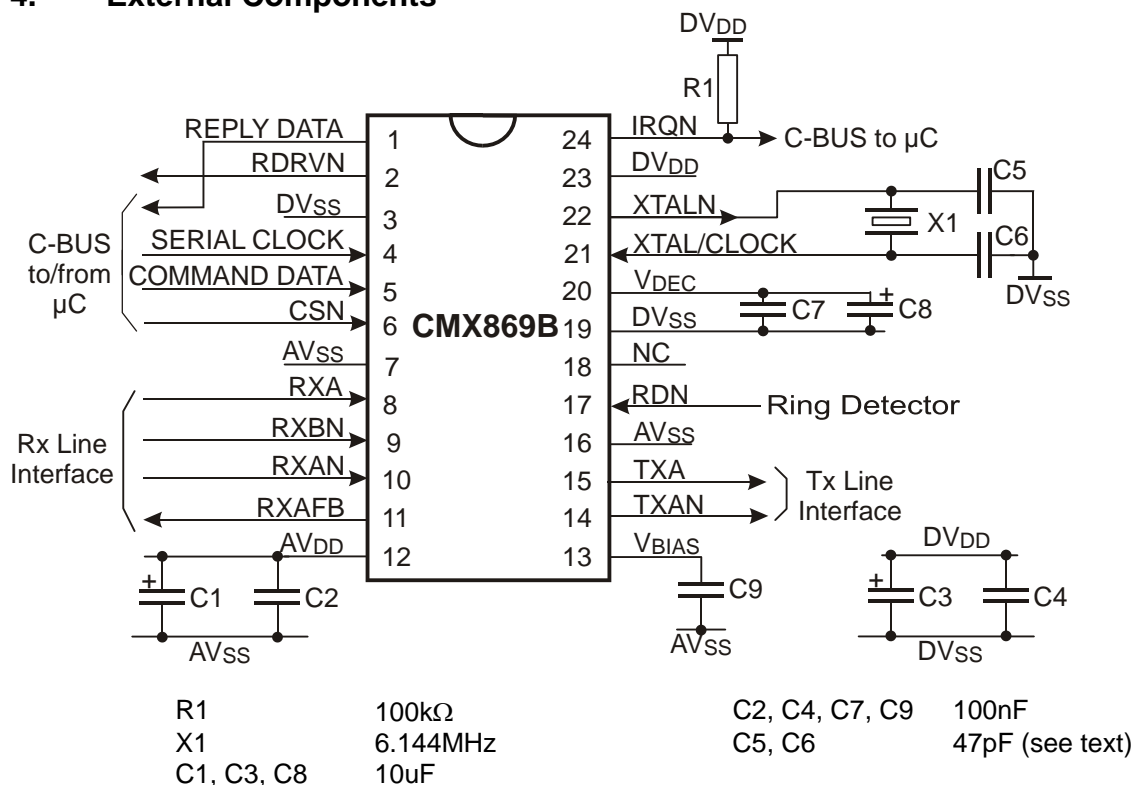 4. External Components
DVDD
R1
REPLY DATA 1
RDRVN 2
DVSS 3
SERIAL CLOCK 4
COMMAND DATA 5
CSN 6
AVSS 7
RXA 8
RXBN 9
RXAN 10
RXAFB 11
AVDD 12
C-BUS
to/from
µC
Rx Line
Interface
CMX869B
24 IRQN
C-BUS to µC
23 DVDD
22 XTALN
21 XTAL/CLOCK
20 VDEC
19 DVSS
18 NC
17 RDN
Ring Detector
16 AVSS
15 TXA
14 TXAN
13 VBIAS
C5
X1
C6
DVSS
C7
+
C8
Tx Line
Interface
+
C1
C2
AVSS
C9
AVSS
DVDD
+
C3
C4
DVSS
R1 100kΩ
X1 6.144MHz
C1, C3, C8 10uF
C2, C4, C7, C9 100nF
C5, C6 47pF (see text)